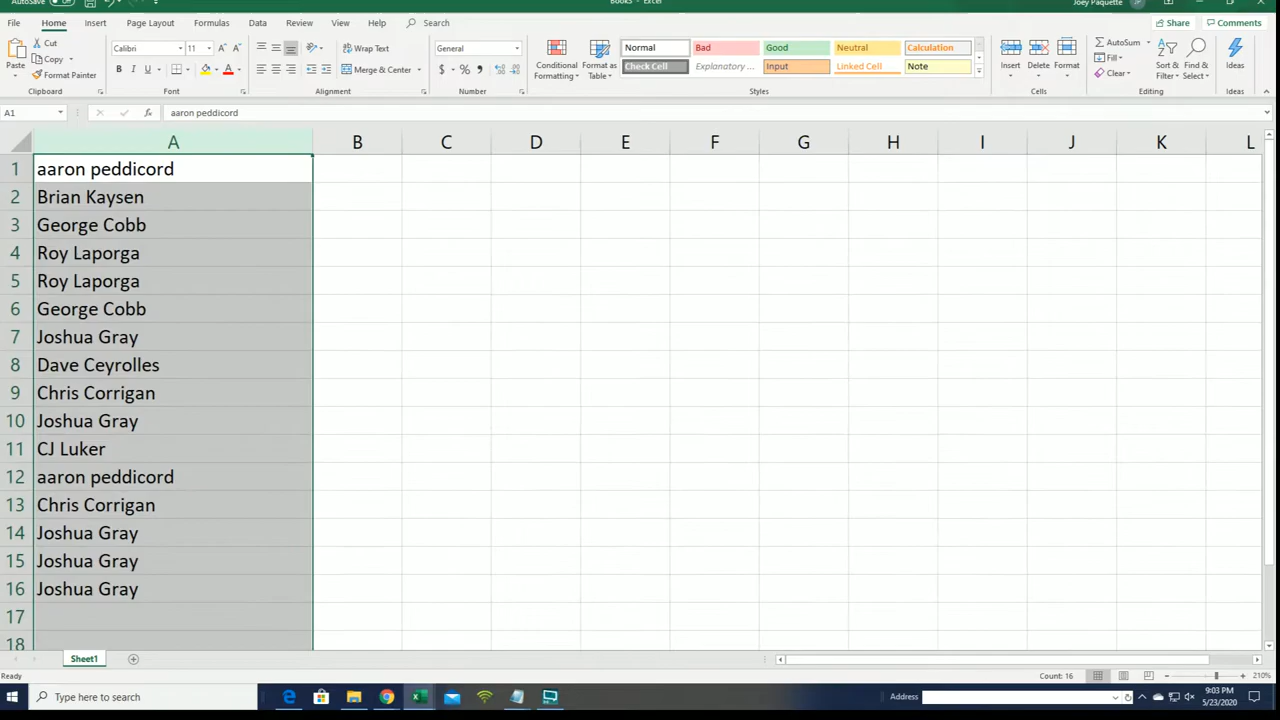 AutoSave Off Books - Excel Joey Paquette JP
File Home Insert Page Layout Formulas Data Review View Help Search Share Comments
Paste Cut Copy Format Painter Clipboard
Calibri 11 A A B I U A Font
Wrap Text Merge & Center Alignment
General $ % , Number
Conditional Formatting Format as Table
Normal Bad Good Neutral Calculation
Check Cell Explanatory ... Input Linked Cell Note
Styles
Insert Delete Format Cells
AutoSum Fill Clear Sort & Filter Find & Select Editing
Ideas Ideas
A1 fx aaron peddicord
A B C D E F G H I J K L
1 aaron peddicord
2 Brian Kaysen
3 George Cobb
4 Roy Laporga
5 Roy Laporga
6 George Cobb
7 Joshua Gray
8 Dave Ceyrolles
9 Chris Corrigan
10 Joshua Gray
11 CJ Luker
12 aaron peddicord
13 Chris Corrigan
14 Joshua Gray
15 Joshua Gray
16 Joshua Gray
17
18
Sheet1
Ready Count: 16 210%
Type here to search Address 9:03 PM
5/23/2020